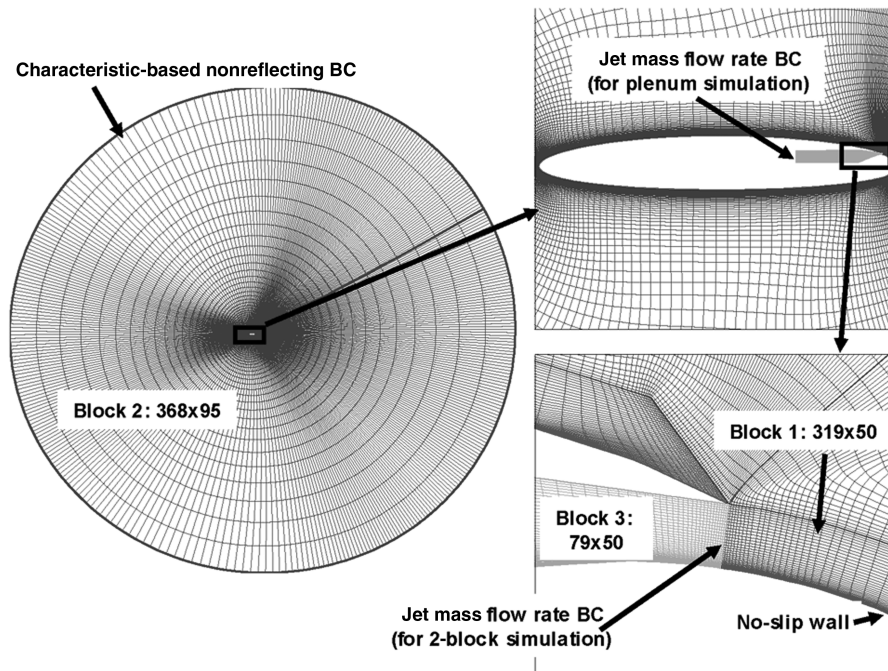 Characteristic-based nonreflecting BC
Block 2: 368x95
Jet mass flow rate BC
(for plenum simulation)
Block 1: 319x50
Block 3:
79x50
Jet mass flow rate BC
(for 2-block simulation)
No-slip wall